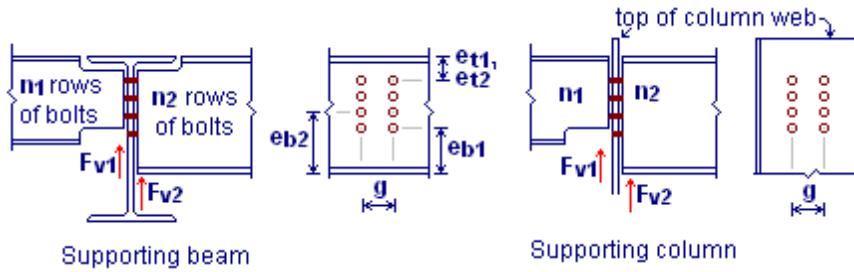 top of column web
n1 rows
of bolts
n2 rows
of bolts
et1,
et2
eb2
eb1
Fv1
Fv2
g
n1
n2
Fv1
Fv2
g
Supporting beam
Supporting column